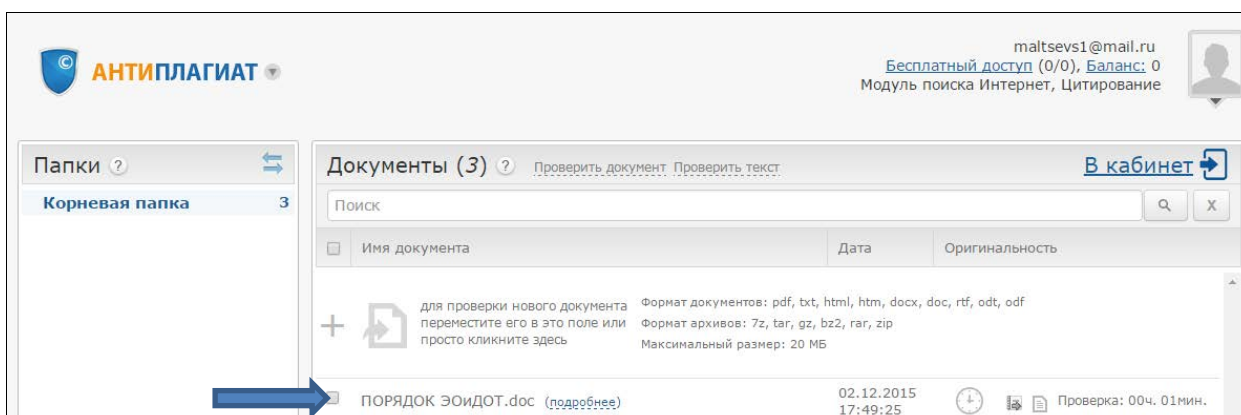 maltsevs1@mail.ru
© АНТИПЛАГИАТ
Бесплатный доступ (0/0), Баланс: 0
Модуль поиска Интернет, Цитирование
Папки ?
Документы (3) ? Проверить документ Проверить текст В кабинет
Корневая папка 3
Поиск X
Имя документа Дата Оригинальность
для проверки нового документа
переместите его в это поле или
просто кликните здесь
Формат документов: pdf, txt, html, htm, docx, doc, rtf, odt, odf
Формат архивов: 7z, tar, gz, bz2, rar, zip
Максимальный размер: 20 МБ
ПОРЯДОК ЭОиДОТ.doc (подробнее)
02.12.2015
17:49:25
Проверка: 00ч. 01мин.